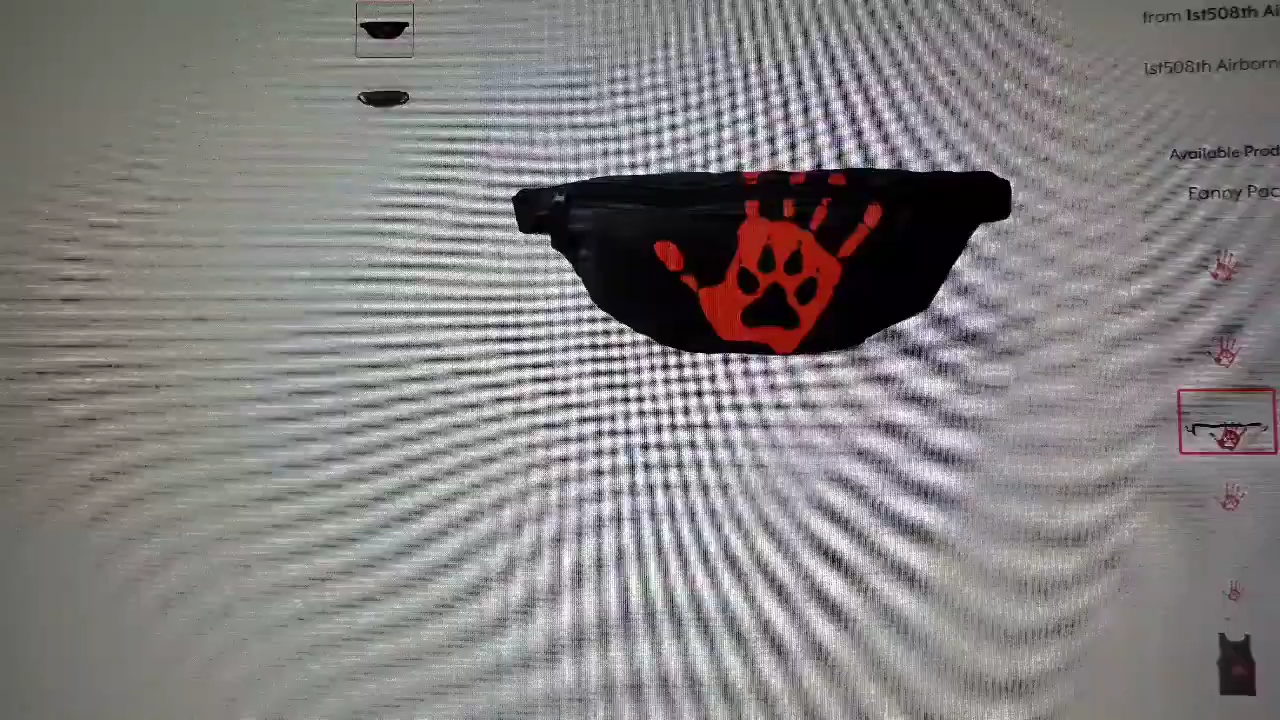 from 1st508th Ai
1st508th Airborn
Available Prod
Fanny Pac